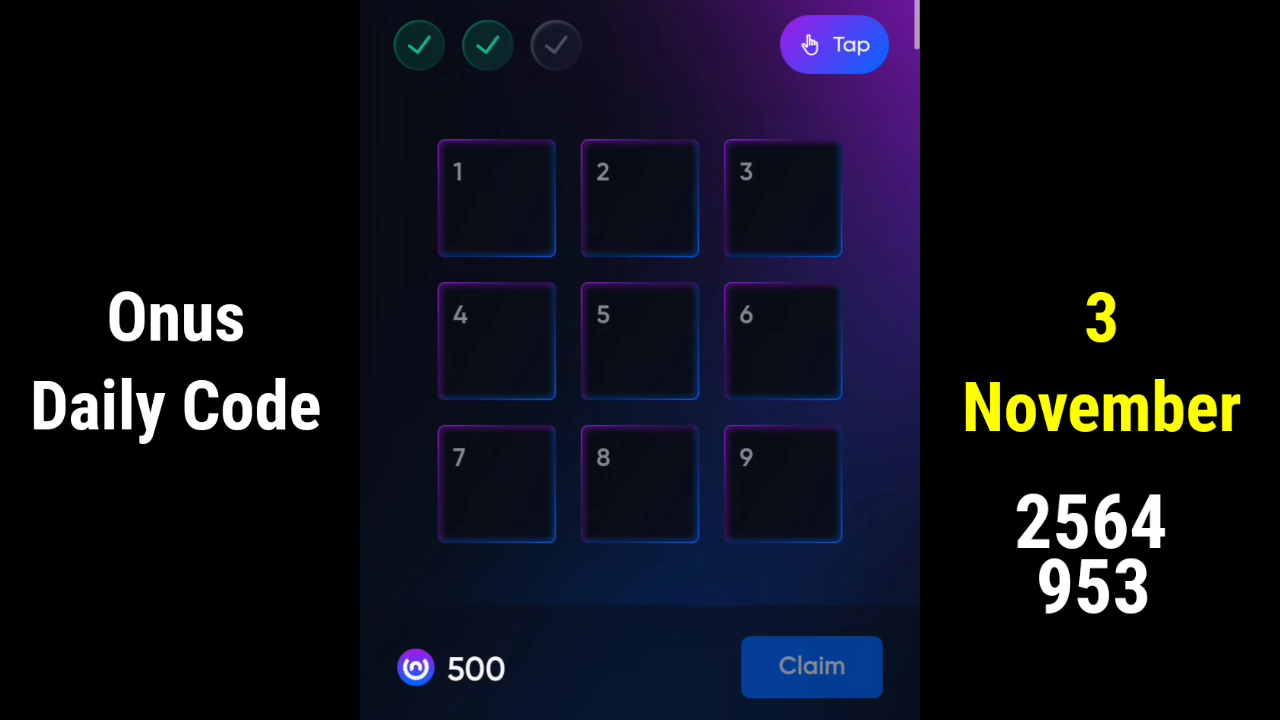 Tap
1 2 3
4 5 6
7 8 9
Onus
Daily Code
3
November
2564
953
500
Claim